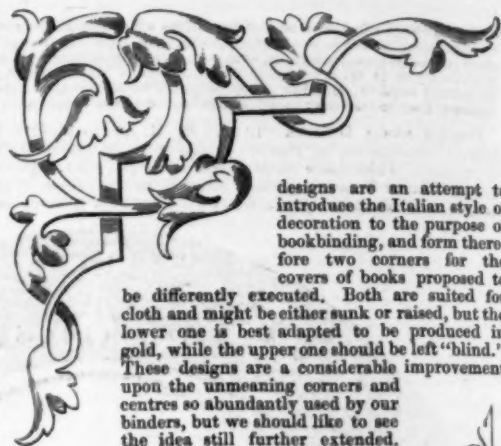 designs are an attempt to
introduce the Italian style of
decoration to the purpose of
bookbinding, and form there-
fore two corners for the
covers of books proposed to
be differently executed. Both are suited for
cloth and might be either sunk or raised, but the
lower one is best adapted to be produced in
gold, while the upper one should be left "blind."
These designs are a considerable improvement
upon the unmeaning corners and
centres so abundantly used by our
binders, but we should like to see
the idea still further extended.